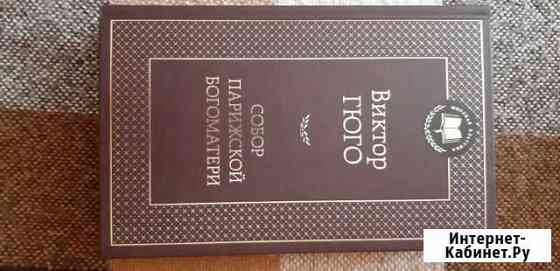 Виктор
ГЮГО
СОБОР
ПАРИЖСКОЙ
БОГОМАТЕРИ
Интернет-
Кабинет.Ру